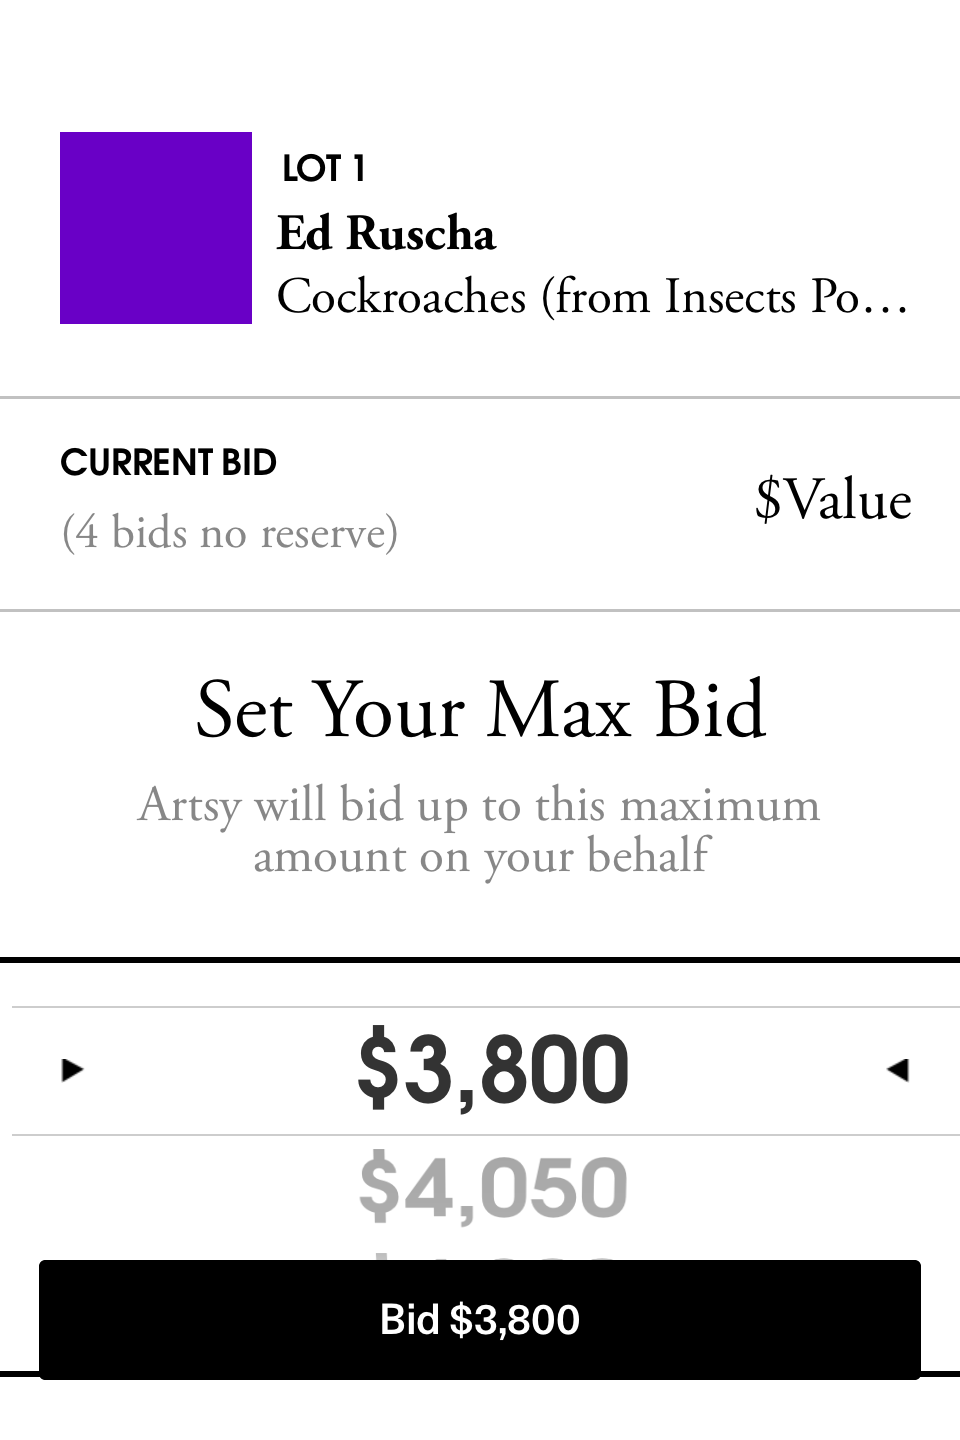 LOT 1
Ed Ruscha
Cockroaches (from Insects Po…
CURRENT BID
(4 bids no reserve)
$Value
Set Your Max Bid
Artsy will bid up to this maximum
amount on your behalf
$3,800
$4,050
Bid $3,800